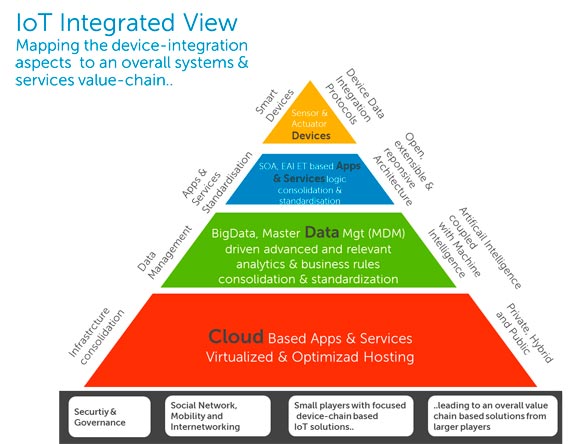 IoT Integrated View
Mapping the device-integration
aspects to an overall systems &
services value-chain..
Smart
Devices
Device Data
Integration
Protocols
Sensor &
Actuator
Devices
Apps &
Services
Standardisation
SOA, EAI ET based Apps
& Services logic
consolidation &
standardisation
Open,
extensible &
reponsive
Architecture
Data
Management
BigData, Master Data Mgt (MDM)
driven advanced and relevant
analytics & business rules
consolidation & standardization
Artificail Intelligence
coupled
with Machine
Intelligence
Infrastrcture
consolidation
Cloud Based Apps & Services
Virtualized & Optimizad Hosting
Private, Hybrid
and Public
Securtiy &
Governance
Social Network,
Mobility and
Internetworking
Small players with focused
device-chain based
IoT solutions..
..leading to an overall value
chain based solutions from
larger players